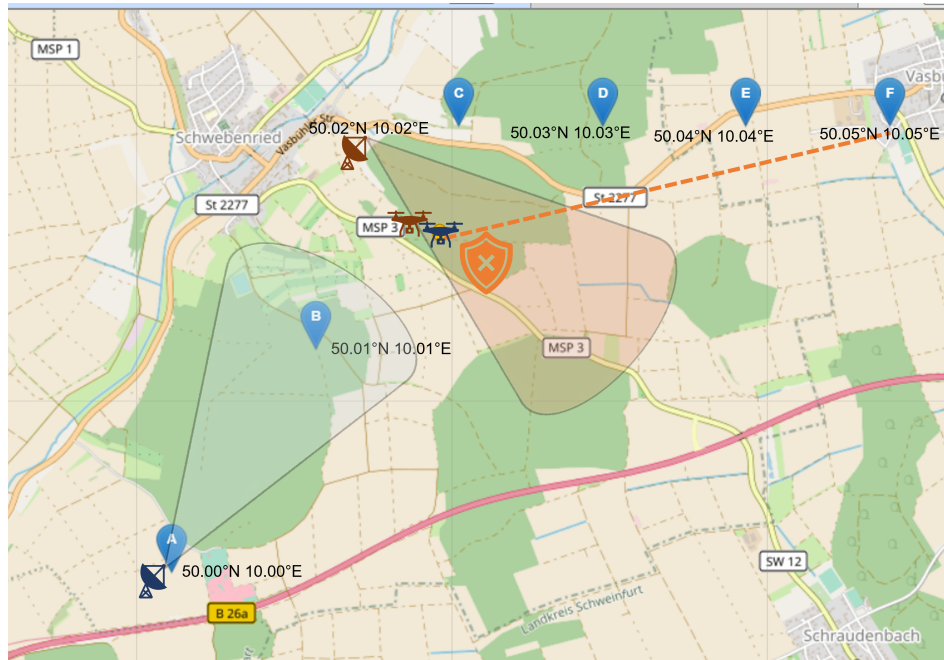 MSP 1
C
D
E
F
Vasbü
Schwebenried
Vasbühler Str
50.02°N 10.02°E
50.03°N 10.03°E
50.04°N 10.04°E
50.05°N 10.05°E
St 2277
St 2277
MSP 3
B
50.01°N 10.01°E
MSP 3
A
50.00°N 10.00°E
SW 12
B 26a
Landkreis Schweinfurt
Schraudenbach